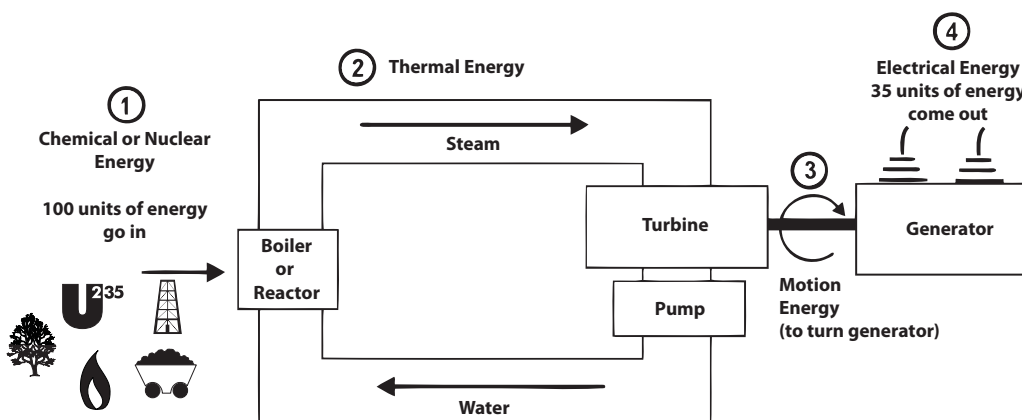 1
Chemical or Nuclear
Energy
100 units of energy
go in
U235
2
Thermal Energy
Steam
Boiler
or
Reactor
Turbine
Pump
Water
3
Motion
Energy
(to turn generator)
4
Electrical Energy
35 units of energy
come out
Generator